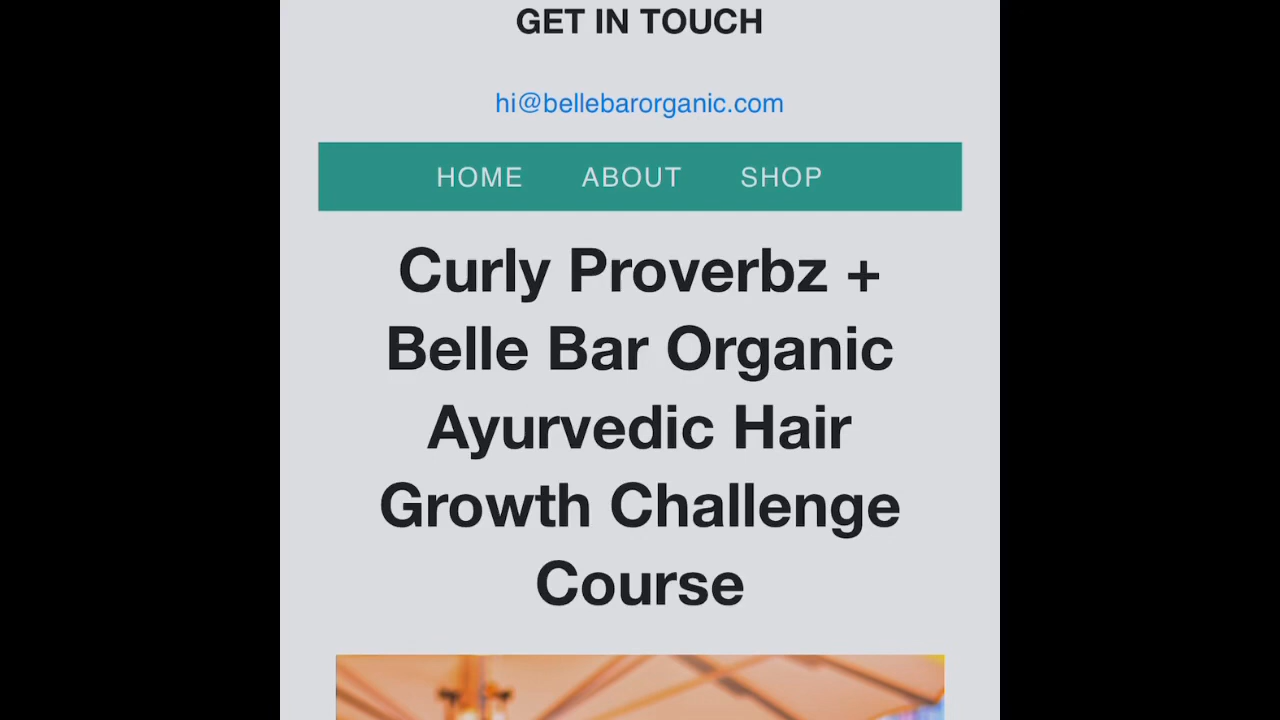 GET IN TOUCH
hi@bellebarorganic.com
HOME ABOUT SHOP
Curly Proverbz +
Belle Bar Organic
Ayurvedic Hair
Growth Challenge
Course